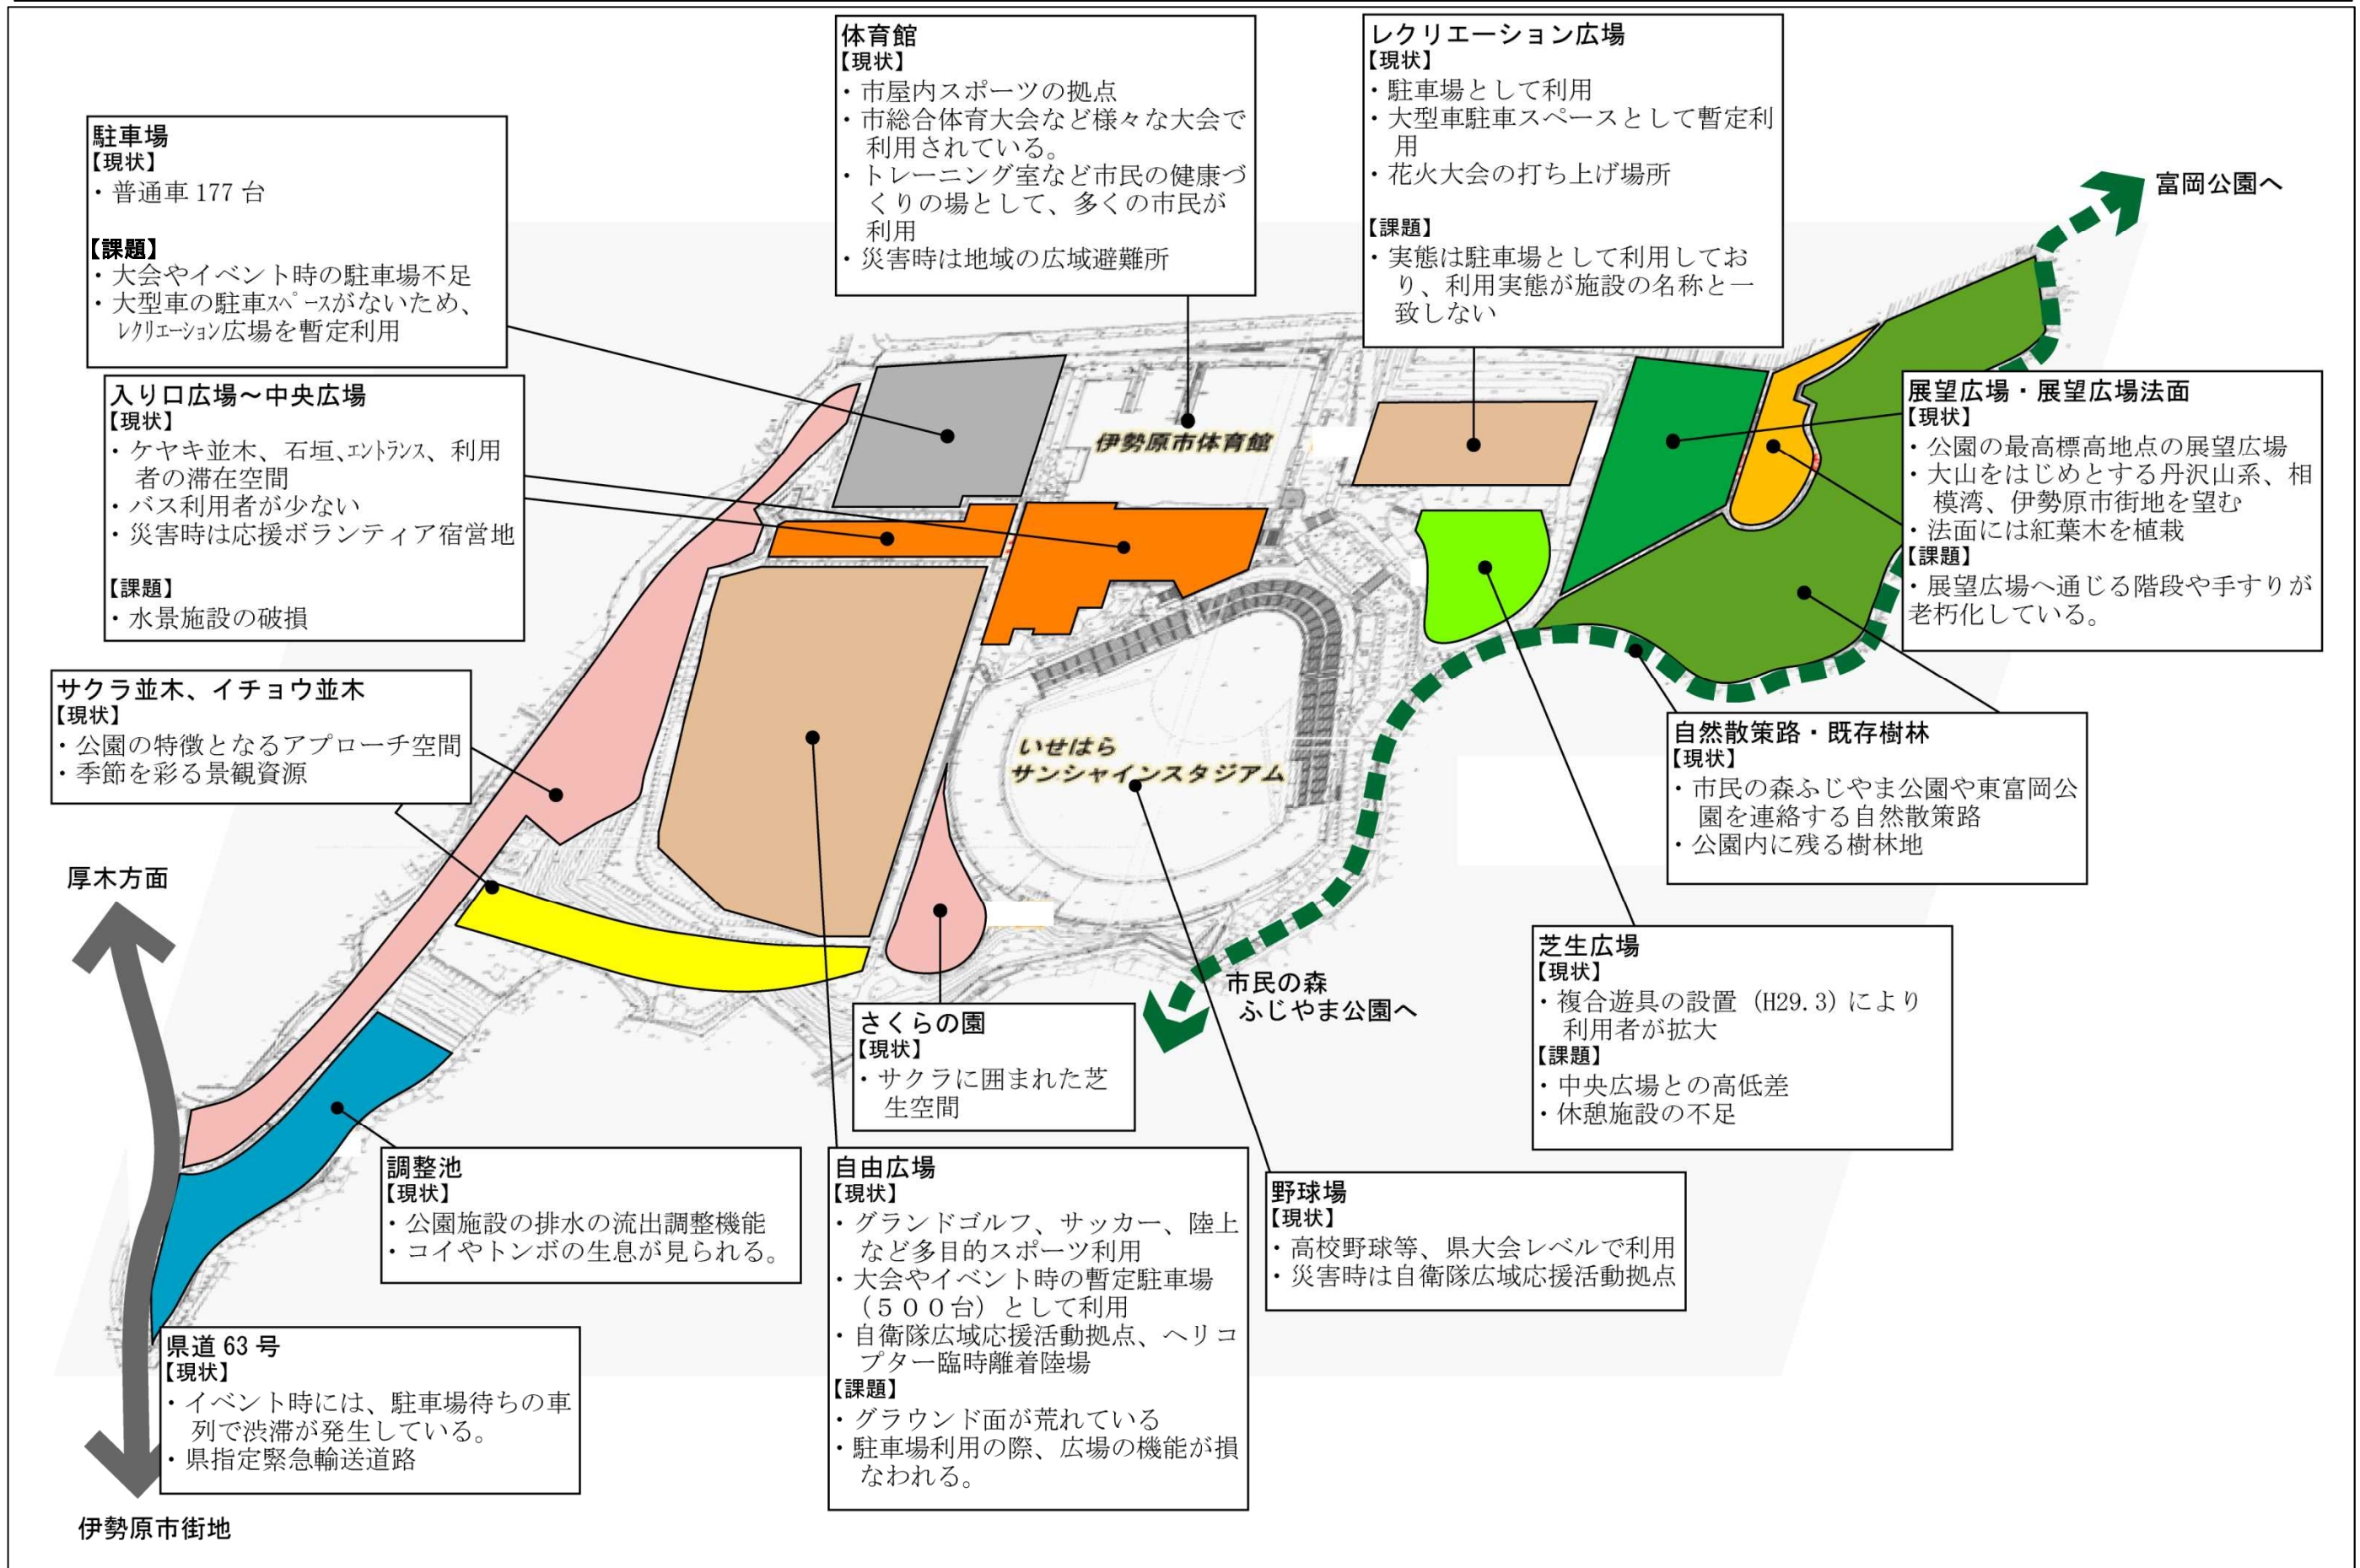 体育館
【現状】
・市屋内スポーツの拠点
・市総合体育大会など様々な大会で
利用されている。
・トレーニング室など市民の健康づ
くりの場として、多くの市民が
利用
・災害時は地域の広域避難所
レクリエーション広場
【現状】
・駐車場として利用
・大型車駐車スペースとして暫定利
用
・花火大会の打ち上げ場所
【課題】
・実態は駐車場として利用してお
り、利用実態が施設の名称と一
致しない
駐車場
【現状】
・普通車 177 台
【課題】
・大会やイベント時の駐車場不足
・大型車の駐車ｽﾍﾟｰｽがないため、
ﾚｸﾘｴｰｼｮﾝ広場を暫定利用
富岡公園へ
入り口広場～中央広場
【現状】
・ケヤキ並木、石垣、ｴﾝﾄﾗﾝｽ、利用
者の滞在空間
・バス利用者が少ない
・災害時は応援ボランティア宿営地
【課題】
・水景施設の破損
伊勢原市体育館
展望広場・展望広場法面
【現状】
・公園の最高標高地点の展望広場
・大山をはじめとする丹沢山系、相
模湾、伊勢原市街地を望む
・法面には紅葉木を植栽
【課題】
・展望広場へ通じる階段や手すりが
老朽化している。
サクラ並木、イチョウ並木
【現状】
・公園の特徴となるアプローチ空間
・季節を彩る景観資源
いせはら
サンシャインスタジアム
自然散策路・既存樹林
【現状】
・市民の森ふじやま公園や東富岡公
園を連絡する自然散策路
・公園内に残る樹林地
厚木方面
市民の森
ふじやま公園へ
芝生広場
【現状】
・複合遊具の設置（H29.3）により
利用者が拡大
【課題】
・中央広場との高低差
・休憩施設の不足
さくらの園
【現状】
・サクラに囲まれた芝
生空間
調整池
【現状】
・公園施設の排水の流出調整機能
・コイやトンボの生息が見られる。
自由広場
【現状】
・グランドゴルフ、サッカー、陸上
など多目的スポーツ利用
・大会やイベント時の暫定駐車場
（５００台）として利用
・自衛隊広域応援活動拠点、ヘリコ
プター臨時離着陸場
【課題】
・グラウンド面が荒れている
・駐車場利用の際、広場の機能が損
なわれる。
野球場
【現状】
・高校野球等、県大会レベルで利用
・災害時は自衛隊広域応援活動拠点
県道 63 号
【現状】
・イベント時には、駐車場待ちの車
列で渋滞が発生している。
・県指定緊急輸送道路
伊勢原市街地